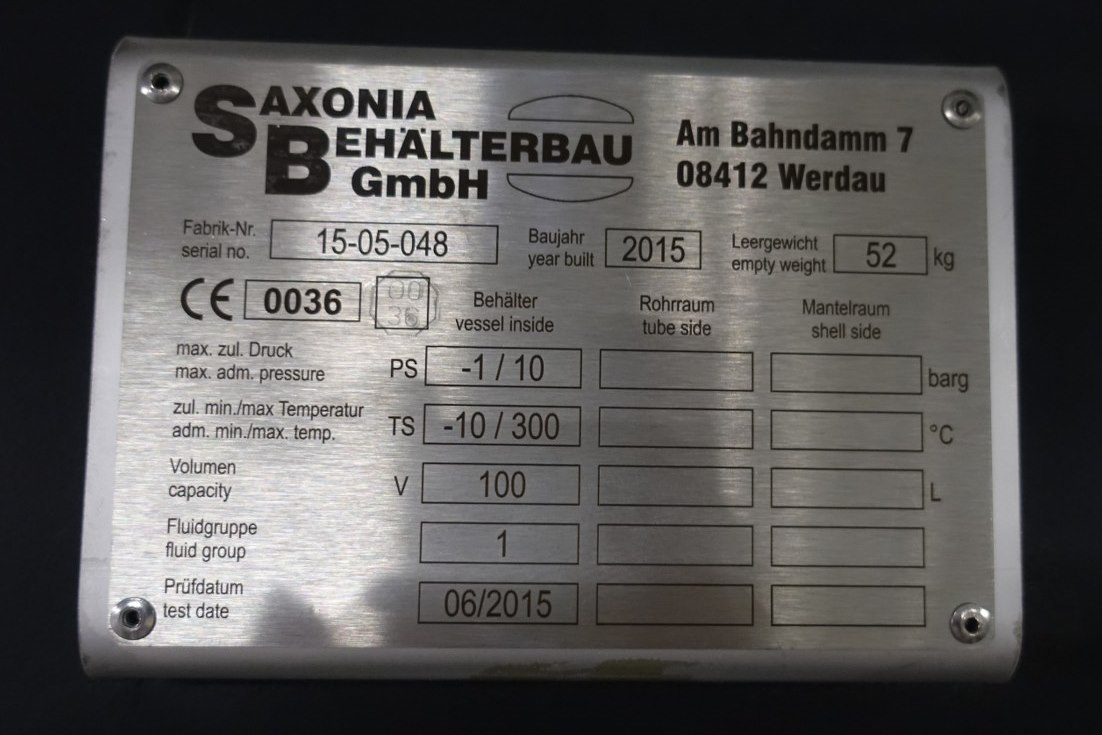 SAXONIA
BEHÄLTERBAU
GmbH
Am Bahndamm 7
08412 Werdau
Fabrik-Nr.
serial no.
15-05-048
Baujahr
year built
2015
Leergewicht
empty weight
52
kg
CE 0036
00
36
Behälter
vessel inside
Rohrraum
tube side
Mantelraum
shell side
max. zul. Druck
max. adm. pressure
PS
-1 / 10
barg
zul. min./max Temperatur
adm. min./max. temp.
TS
-10 / 300
°C
Volumen
capacity
V
100
L
Fluidgruppe
fluid group
1
Prüfdatum
test date
06/2015